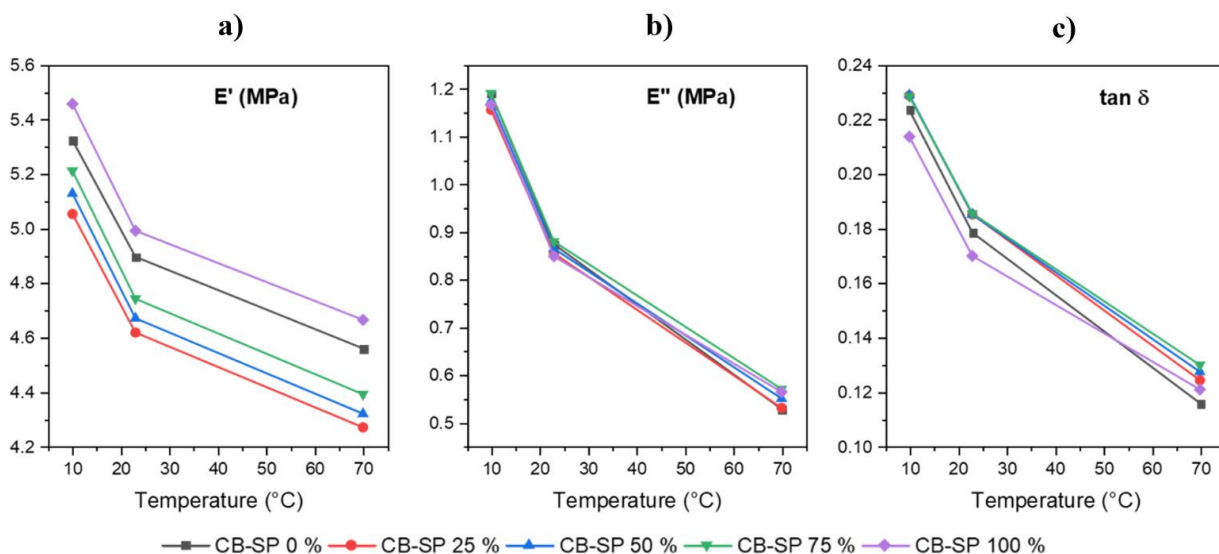 a)
E' (MPa)
5.6
5.4
5.2
5.0
4.8
4.6
4.4
4.2
10 20 30 40 50 60 70
Temperature (°C)
b)
E'' (MPa)
1.2
1.1
1.0
0.9
0.8
0.7
0.6
0.5
10 20 30 40 50 60 70
Temperature (°C)
c)
tan δ
0.24
0.22
0.20
0.18
0.16
0.14
0.12
0.10
10 20 30 40 50 60 70
Temperature (°C)
CB-SP 0 % CB-SP 25 % CB-SP 50 % CB-SP 75 % CB-SP 100 %